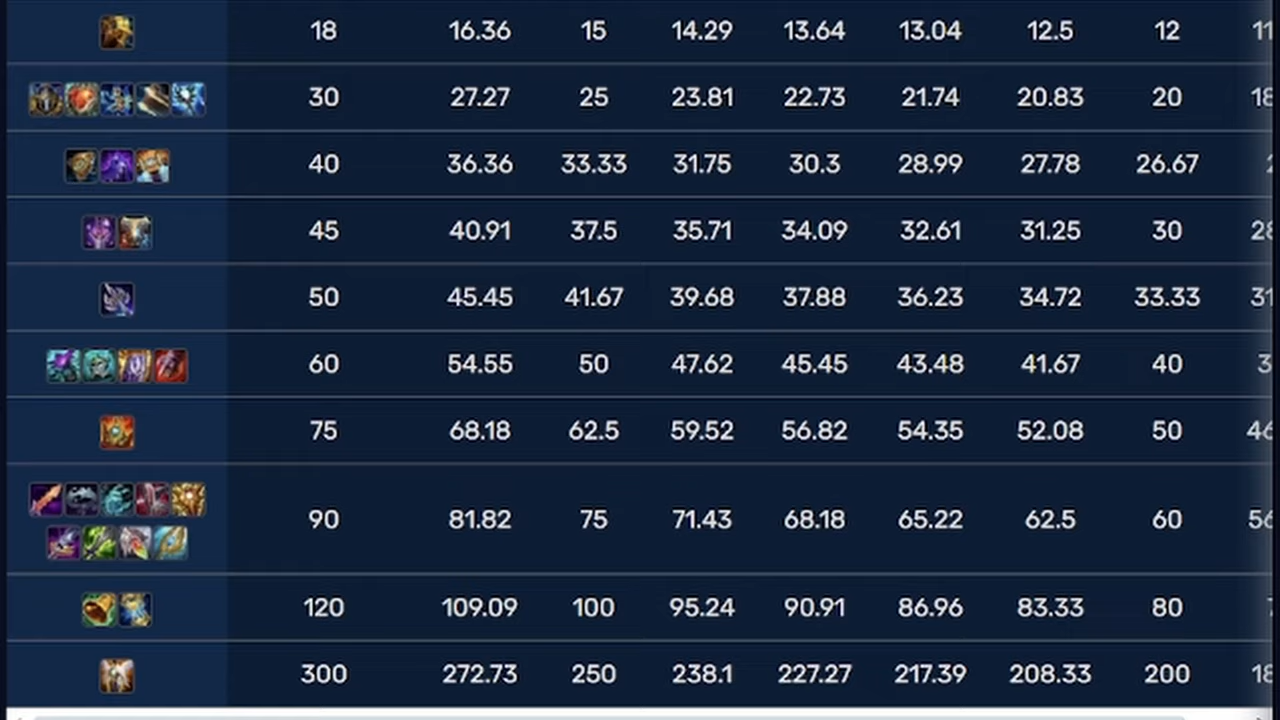 18 16.36 15 14.29 13.64 13.04 12.5 12
30 27.27 25 23.81 22.73 21.74 20.83 20
40 36.36 33.33 31.75 30.3 28.99 27.78 26.67
45 40.91 37.5 35.71 34.09 32.61 31.25 30
50 45.45 41.67 39.68 37.88 36.23 34.72 33.33
60 54.55 50 47.62 45.45 43.48 41.67 40
75 68.18 62.5 59.52 56.82 54.35 52.08 50
90 81.82 75 71.43 68.18 65.22 62.5 60
120 109.09 100 95.24 90.91 86.96 83.33 80
300 272.73 250 238.1 227.27 217.39 208.33 200